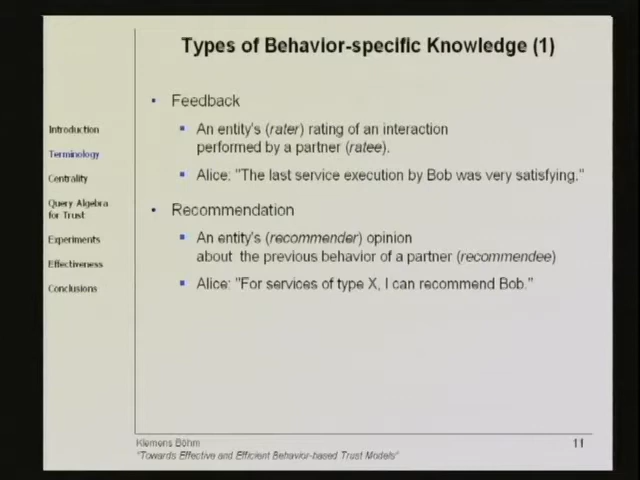 Types of Behavior-specific Knowledge (1)
Introduction
Terminology
Centrality
Query Algebra
for Trust
Experiments
Effectiveness
Conclusions
• Feedback
▪ An entity's (rater) rating of an interaction
performed by a partner (ratee).
▪ Alice: "The last service execution by Bob was very satisfying."
• Recommendation
▪ An entity's (recommender) opinion
about the previous behavior of a partner (recommendee)
▪ Alice: "For services of type X, I can recommend Bob."
Klemens Böhm
"Towards Effective and Efficient Behavior-based Trust Models"
11